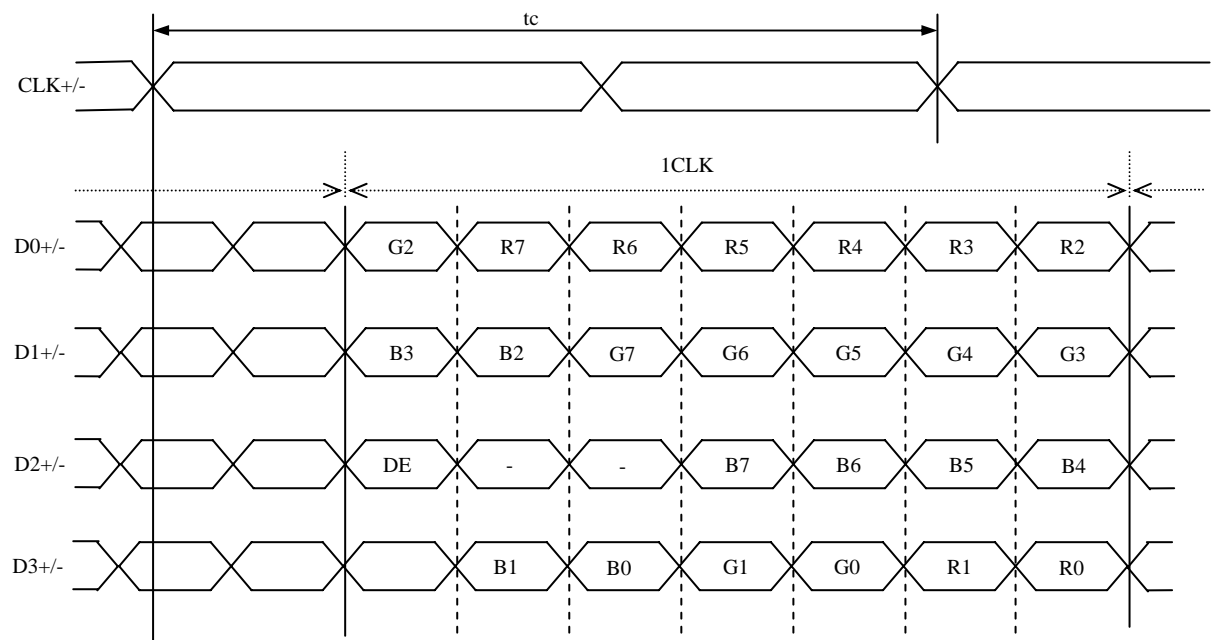 tc
CLK+/-
1CLK
D0+/- G2 R7 R6 R5 R4 R3 R2
D1+/- B3 B2 G7 G6 G5 G4 G3
D2+/- DE - - B7 B6 B5 B4
D3+/- B1 B0 G1 G0 R1 R0